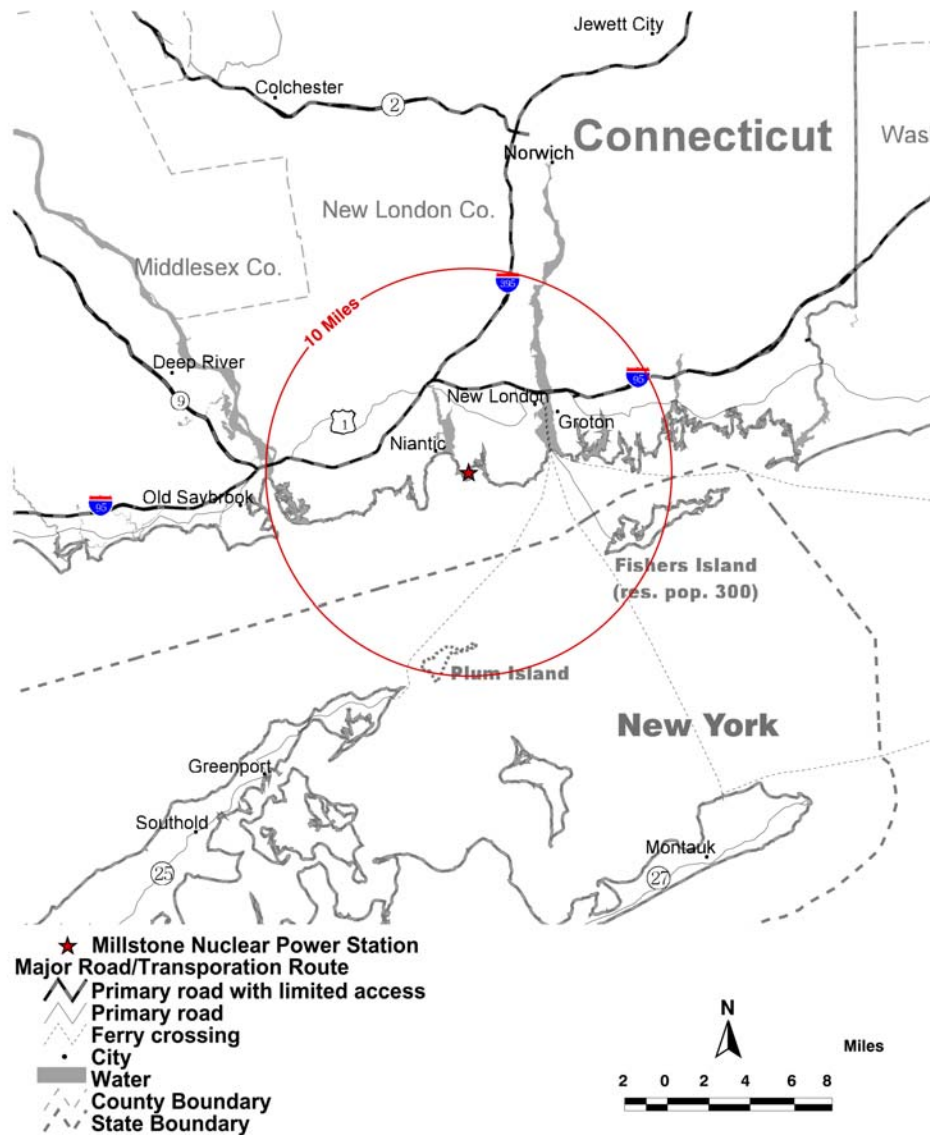 Jewett City
Colchester
2
Connecticut
Norwich
Was
New London Co.
Middlesex Co.
395
10 Miles
Deep River
9
95
New London
1
Groton
Niantic
Old Saybrook
95
Fishers Island
(res. pop. 300)
Plum Island
New York
Greenport
Southold
Montauk
25
27
Millstone Nuclear Power Station
Major Road/Transporation Route
Primary road with limited access
Primary road
Ferry crossing
City
Water
County Boundary
State Boundary
N
Miles
2 0 2 4 6 8